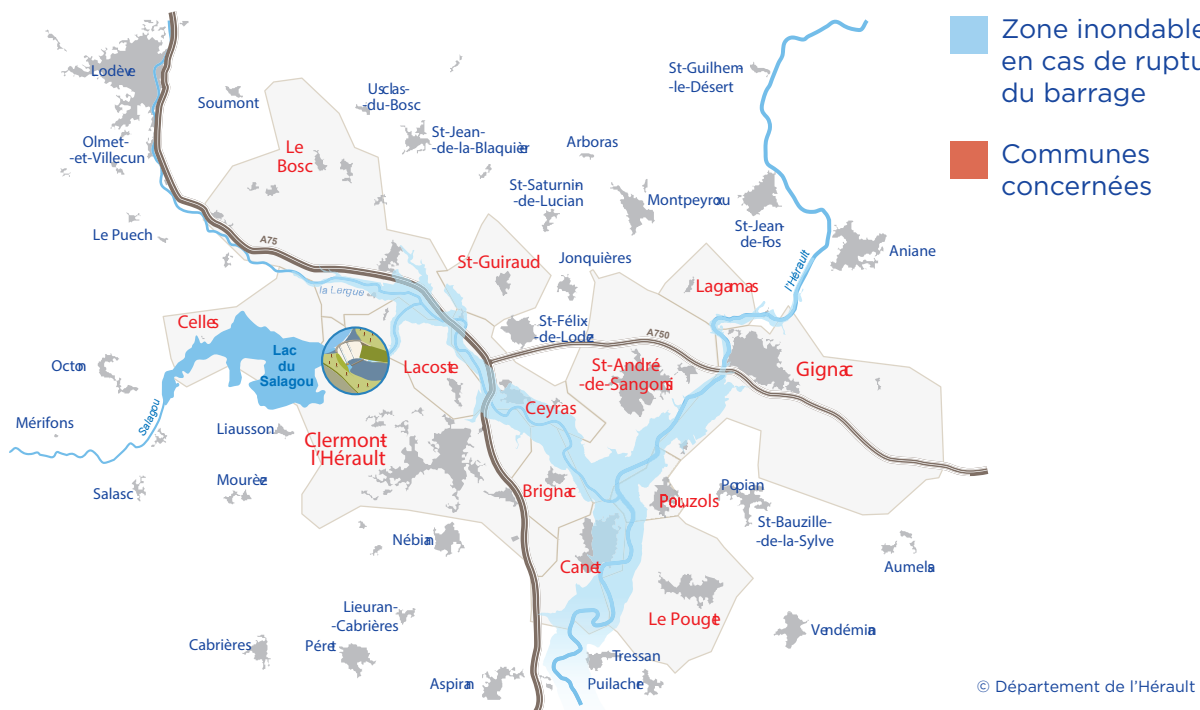 Zone inondable
en cas de ruptu
du barrage
Communes
concernées
Lodève
Soumont
Usclas-
-du-Bosc
St-Guilhem-
-le-Désert
Olmet-
-et-Villecun
Le
Bosc
St-Jean-
-de-la-Blaquière
Arboras
St-Saturnin-
-de-Lucian
Montpeyroux
St-Jean-
de-Fos
Aniane
Le Puech
A75
St-Guiraud
Jonquières
Lagamas
l'Hérault
la Lergue
Celles
St-Félix-
de-Lodez
A750
Lac
du
Salagou
Octon
Lacoste
St-André
-de-Sangonis
Gignac
Ceyras
Mérifons
Salagou
Liausson
Clermont-
l'Hérault
Salasc
Mourèze
Brignac
Pouzols
Popian
St-Bauzille-
-de-la-Sylve
Nébian
Canet
Aumelas
Lieuran-
-Cabrières
Le Pouget
Vendémian
Cabrières
Péret
Tressan
Aspiran
Puilacher
© Département de l'Hérault